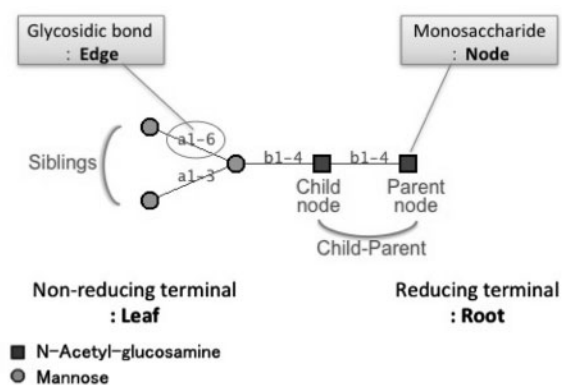 Glycosidic bond
: Edge
Monosaccharide
: Node
a1-6
Siblings
a1-3
b1-4
b1-4
Child
node
Parent
node
Child-Parent
Non-reducing terminal
: Leaf
Reducing terminal
: Root
N-Acetyl-glucosamine
Mannose